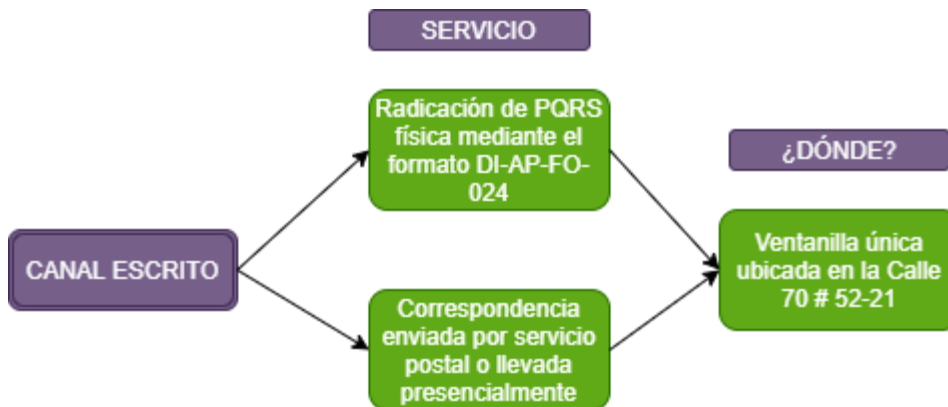 SERVICIO
Radicación de PQRS
física mediante el
formato DI-AP-FO-
024
¿DÓNDE?
CANAL ESCRITO
Ventanilla única
ubicada en la Calle
70 # 52-21
Correspondencia
enviada por servicio
postal o llevada
presencialmente